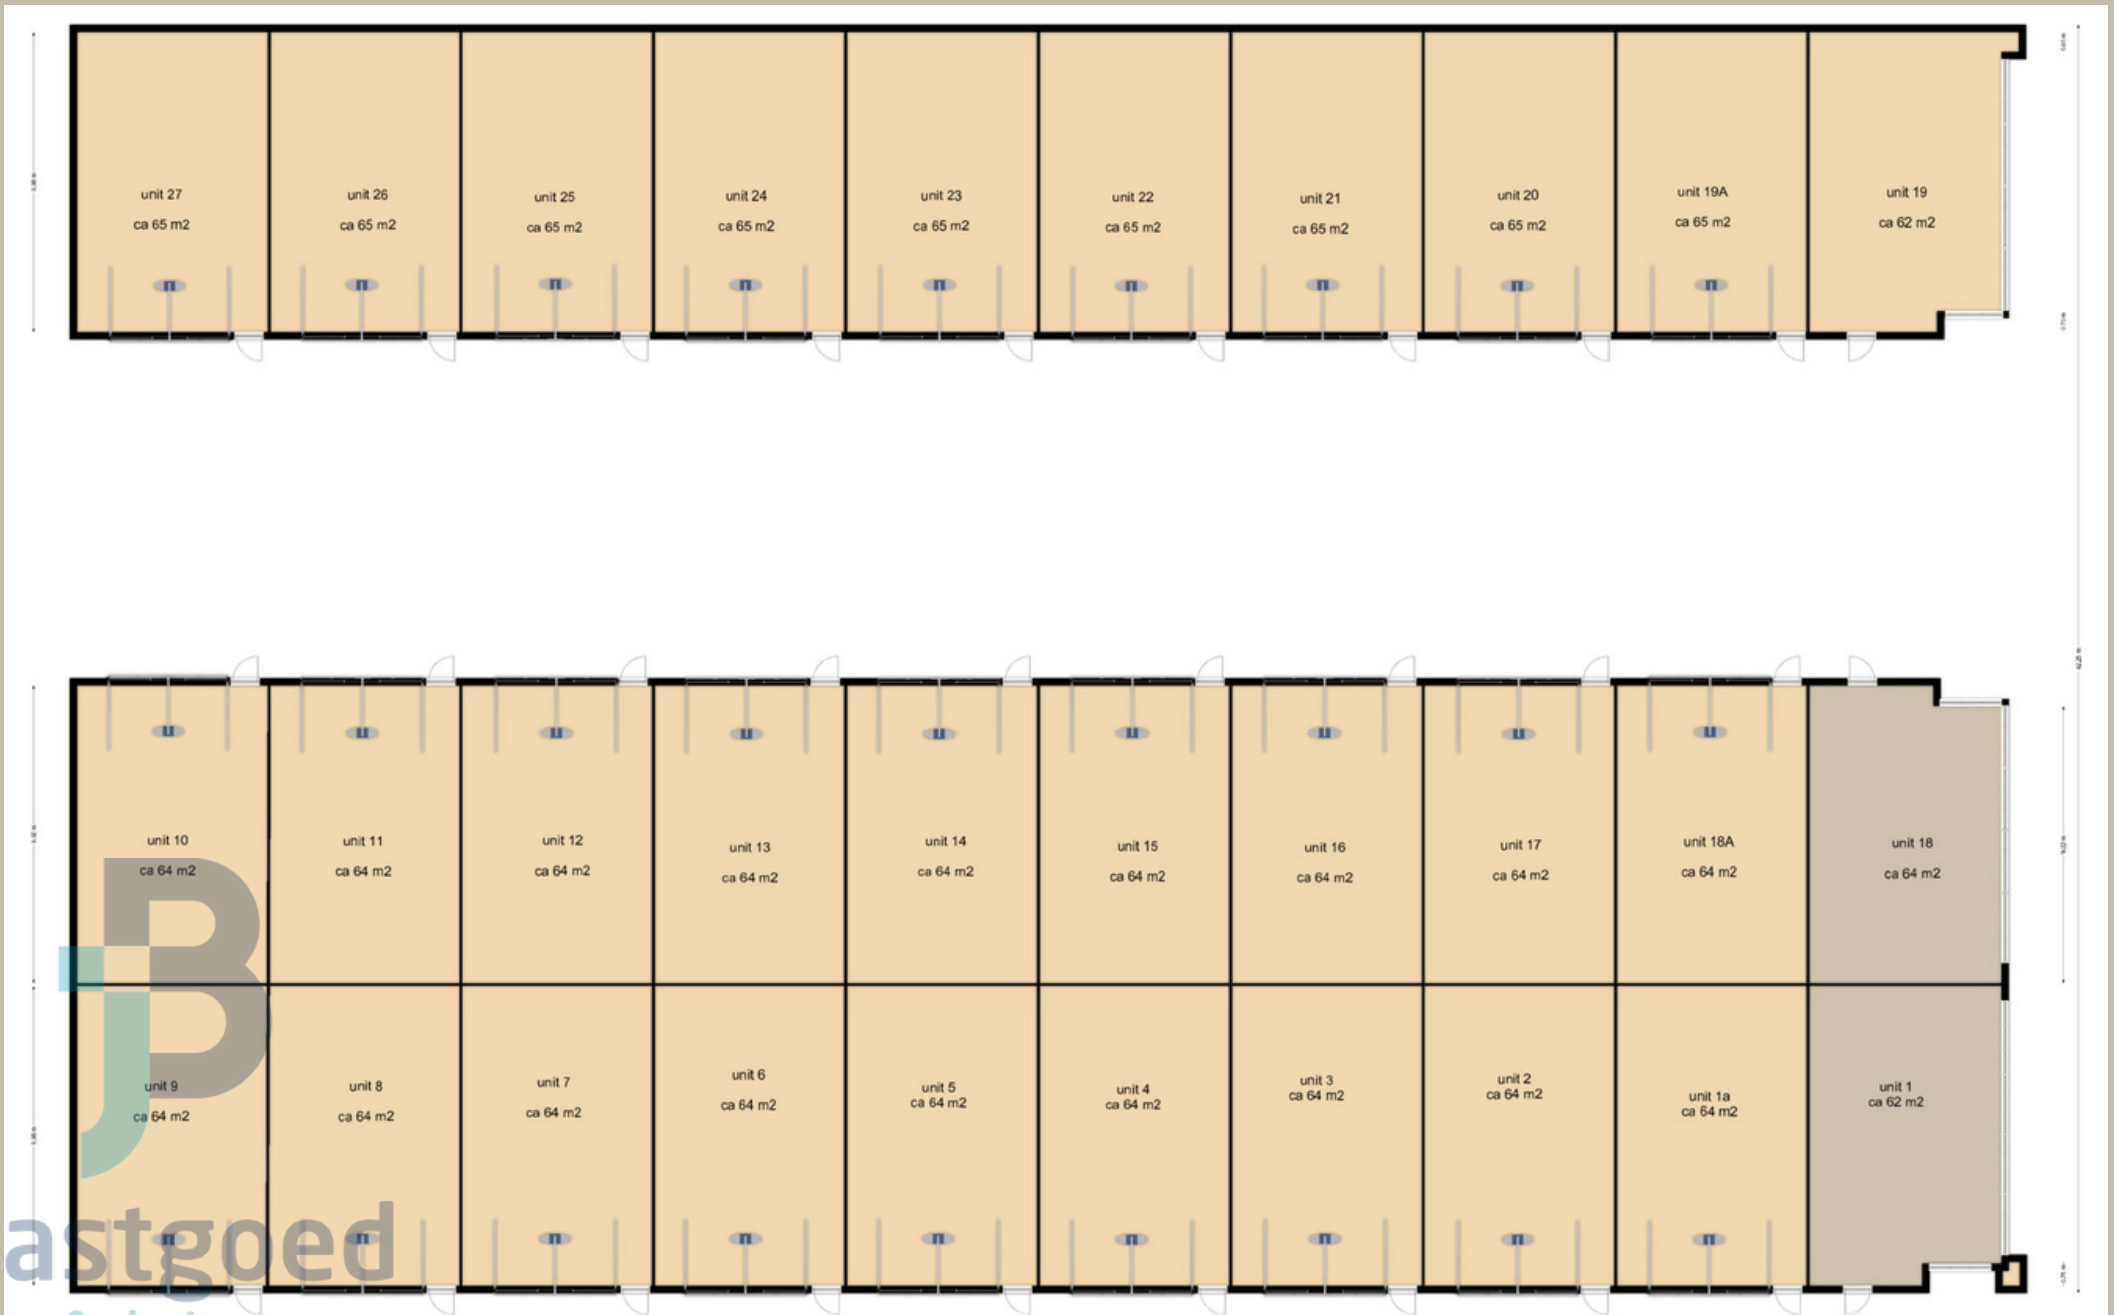 unit 27
ca 65 m2
unit 26
ca 65 m2
unit 25
ca 65 m2
unit 24
ca 65 m2
unit 23
ca 65 m2
unit 22
ca 65 m2
unit 21
ca 65 m2
unit 20
ca 65 m2
unit 19A
ca 65 m2
unit 19
ca 62 m2
unit 10
ca 64 m2
unit 11
ca 64 m2
unit 12
ca 64 m2
unit 13
ca 64 m2
unit 14
ca 64 m2
unit 15
ca 64 m2
unit 16
ca 64 m2
unit 17
ca 64 m2
unit 18A
ca 64 m2
unit 18
ca 64 m2
unit 9
ca 64 m2
unit 8
ca 64 m2
unit 7
ca 64 m2
unit 6
ca 64 m2
unit 5
ca 64 m2
unit 4
ca 64 m2
unit 3
ca 64 m2
unit 2
ca 64 m2
unit 1a
ca 64 m2
unit 1
ca 62 m2
jB
astgoed